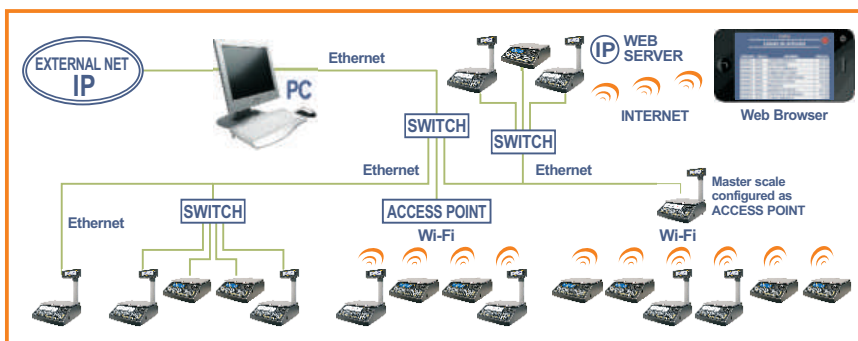 EXTERNAL NET
IP
Ethernet
PC
IP WEB
SERVER
INTERNET
Web Browser
SWITCH
SWITCH
Ethernet
Ethernet
Ethernet
SWITCH
ACCESS POINT
Wi-Fi
Master scale
configured as
ACCESS POINT
Wi-Fi